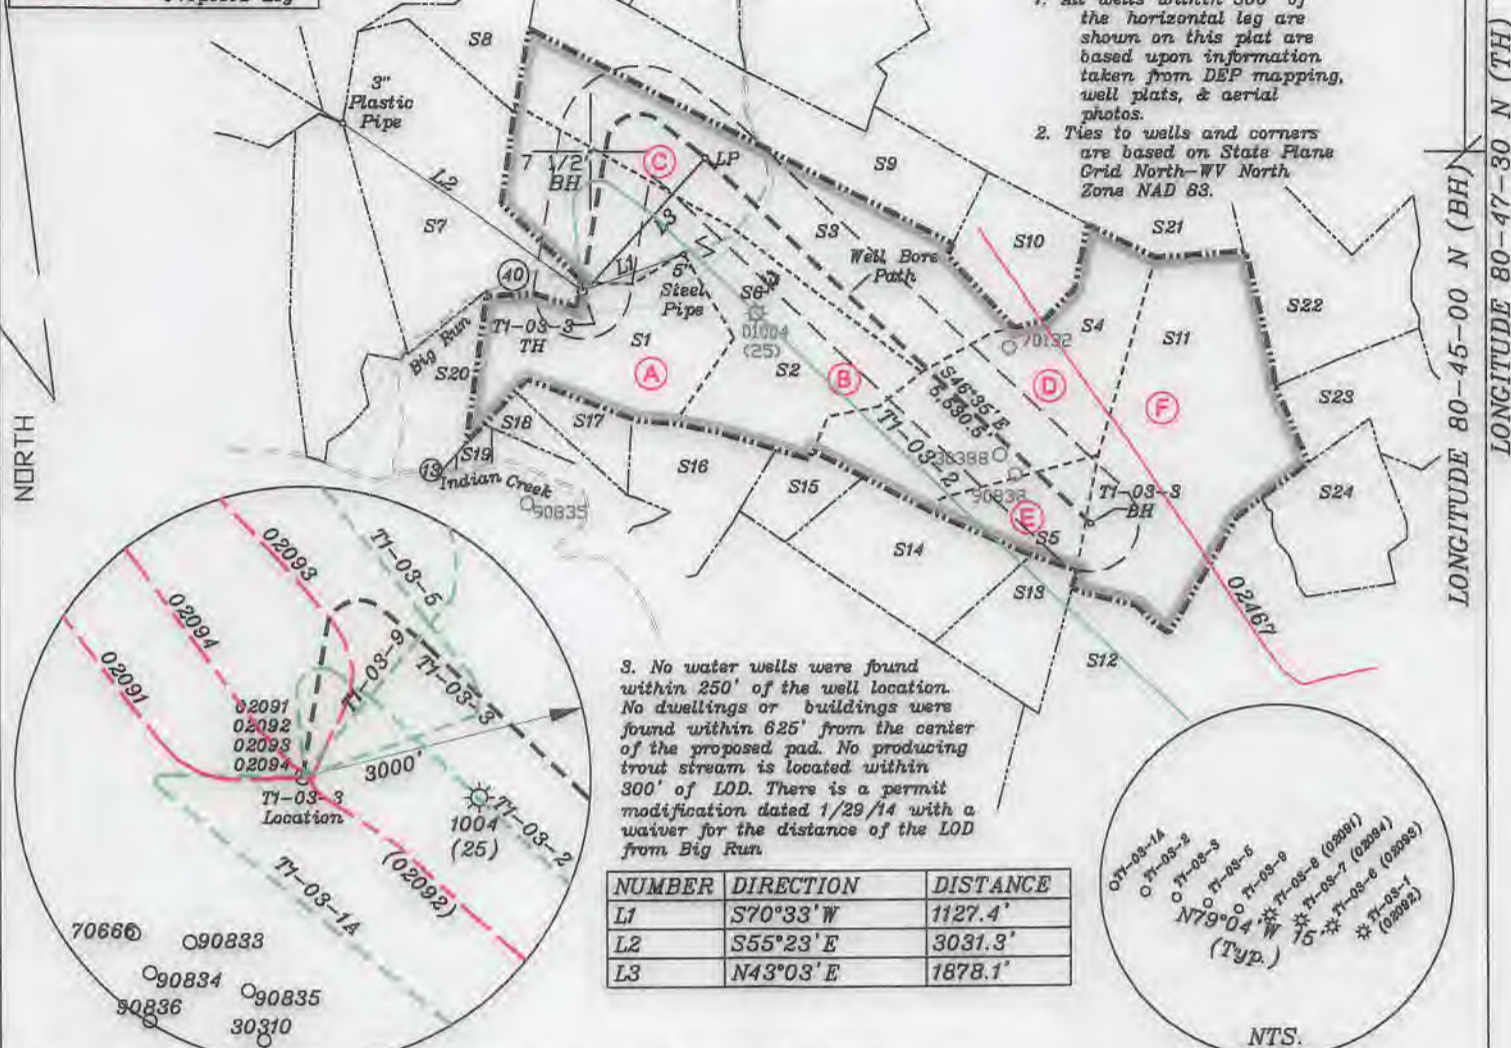 Proposed Leg
1. All wells within 500' of
the horizontal leg are
shown on this plat are
based upon information
taken from DEP mapping,
well plats, & aerial
photos.
2. Ties to wells and corners
are based on State Plane
Grid North-WV North
Zone NAD 83.
LONGITUDE 80-45-00 N (BH)
LONGITUDE 80-47-30 N (TH)
NORTH
S8
3"
Plastic
Pipe
L2
S7
7 1/2'
BH
C
LP
L3
L1
5"
Steel
Pipe
40
T1-03-3
TH
Big Run
S20
S1
A
S18
S17
S19
13
Indian Creek
90835
S16
S6
01004
(25)
S2
B
S9
S3
Well Bore
Path
S10
S21
70132
S4
S11
S22
D
F
S23
S46°35' E
5,530.5'
T1-03-2
30388
90838
T1-03-3
BH
E
S5
S24
S15
S14
S13
S12
02467
02093
02094
02091
T1-03-5
T1-03-9
T1-03-3
02091
02092
02093
02094
T1-03-3
Location
3000'
1004
(25)
T1-03-2
(02092)
T1-03-1A
70666
90833
90834
90836
90835
30310
3. No water wells were found
within 250' of the well location.
No dwellings or buildings were
found within 625' from the center
of the proposed pad. No producing
trout stream is located within
300' of LOD. There is a permit
modification dated 1/29/14 with a
waiver for the distance of the LOD
from Big Run
NUMBER DIRECTION DISTANCE
L1 S70°33'W 1127.4'
L2 S55°23'E 3031.3'
L3 N43°03'E 1878.1'
T1-03-1A
T1-03-2
T1-03-3
T1-03-5
T1-03-9
T1-03-8 (02091)
T1-03-7 (02094)
T1-03-6 (02093)
T1-03-1
(02092)
N79°04'W 15'
(Typ.)
NTS.